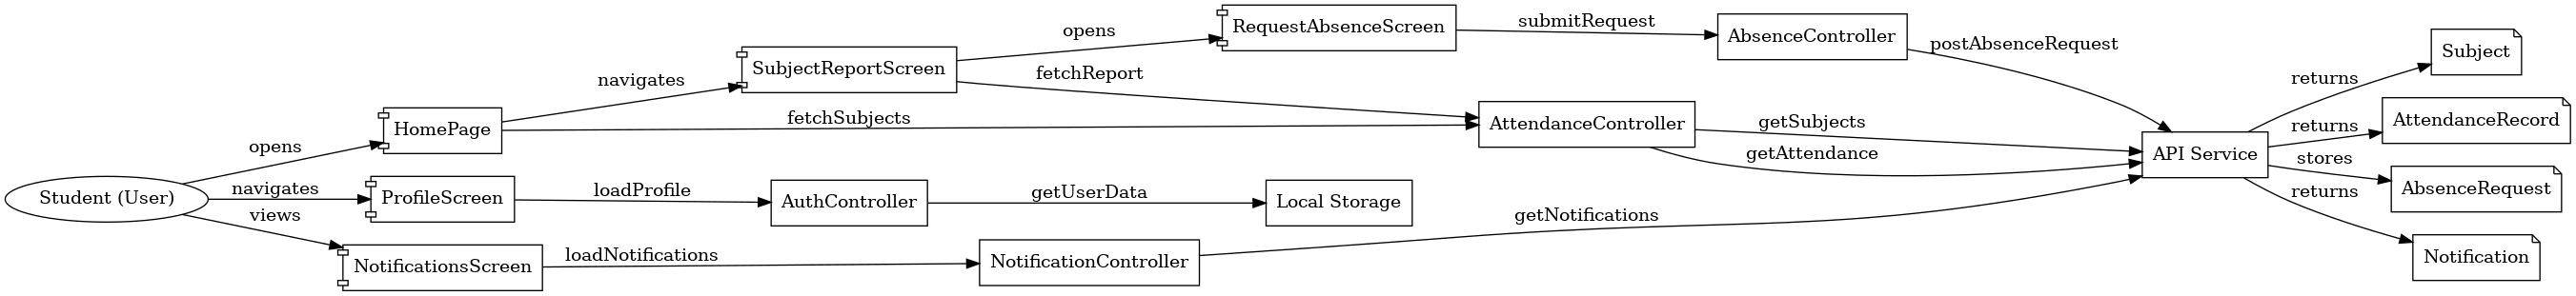 RequestAbsenceScreen
submitRequest
AbsenceController
opens
postAbsenceRequest
Subject
SubjectReportScreen
navigates
fetchReport
returns
HomePage
fetchSubjects
AttendanceController
getSubjects
returns
AttendanceRecord
opens
getAttendance
API Service
stores
Student (User)
navigates
ProfileScreen
loadProfile
AuthController
getUserData
Local Storage
AbsenceRequest
views
getNotifications
returns
NotificationsScreen
loadNotifications
NotificationController
Notification